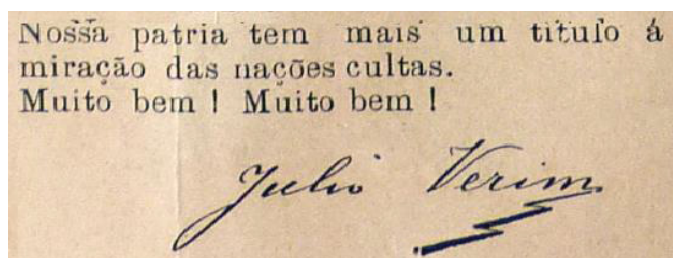 Nossa patria tem mais um titulo á
miração das nações cultas.
Muito bem ! Muito bem !
Julio Verim